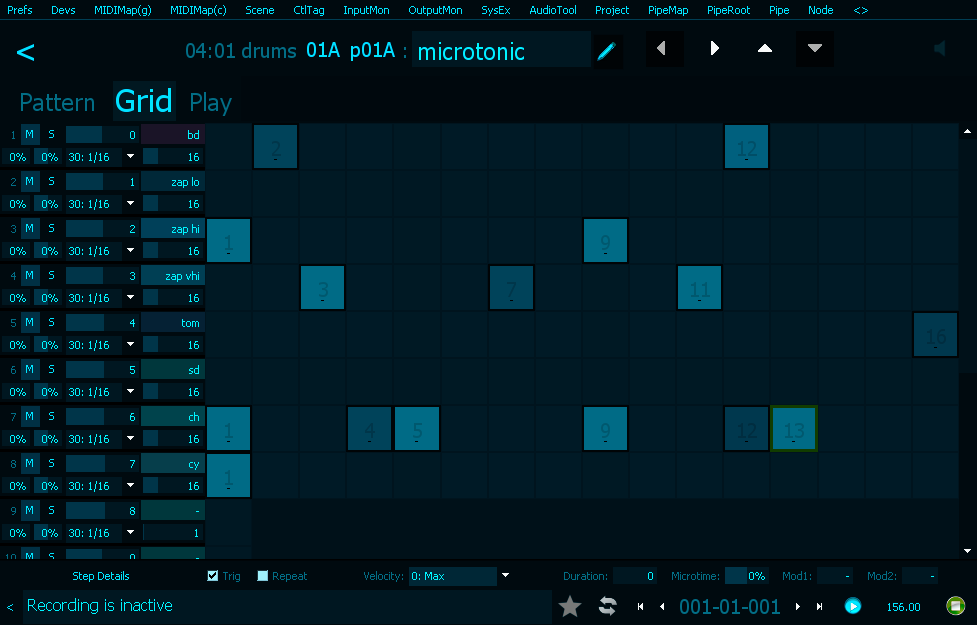 Prefs Devs MIDIMap(g) MIDIMap(c) Scene CtlTag InputMon OutputMon SysEx AudioTool Project PipeMap PipeRoot Pipe Node <>
< 04:01 drums 01A p01A : microtonic
Pattern Grid Play
1 M S 0 bd 2 - 12 -
0% 0% 30: 1/16 16
2 M S 1 zap lo
0% 0% 30: 1/16 16
3 M S 2 zap hi 1 - 9 -
0% 0% 30: 1/16 16
4 M S 3 zap vhi 3 - 7 - 11 -
0% 0% 30: 1/16 16
5 M S 4 tom 16 -
0% 0% 30: 1/16 16
6 M S 5 sd
0% 0% 30: 1/16 16
7 M S 6 ch 1 - 4 - 5 - 9 - 12 - 13 -
0% 0% 30: 1/16 16
8 M S 7 cy 1 -
0% 0% 30: 1/16 16
9 M S 8 -
0% 0% 30: 1/16 1
10 M S 9 -
Step Details Trig Repeat Velocity: 0: Max Duration: 0 Microtime: 0% Mod1: - Mod2: -
< Recording is inactive 001-01-001 156.00